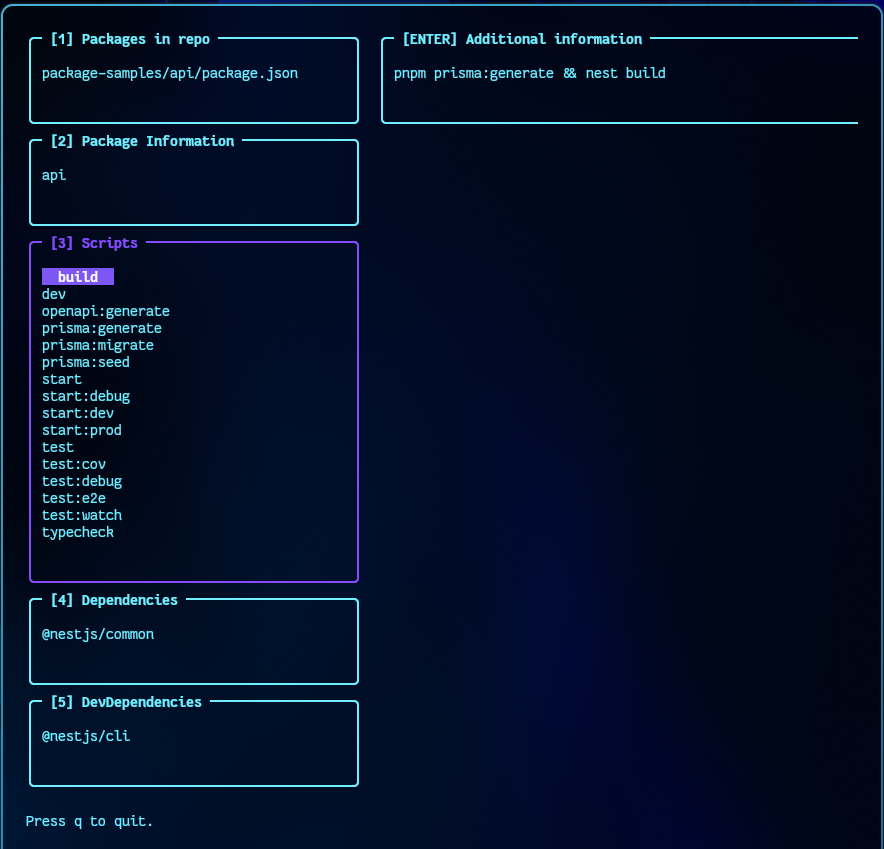 [1] Packages in repo
package-samples/api/package.json
[ENTER] Additional information
pnpm prisma:generate && nest build
[2] Package Information
api
[3] Scripts
build
dev
openapi:generate
prisma:generate
prisma:migrate
prisma:seed
start
start:debug
start:dev
start:prod
test
test:cov
test:debug
test:e2e
test:watch
typecheck
[4] Dependencies
@nestjs/common
[5] DevDependencies
@nestjs/cli
Press q to quit.